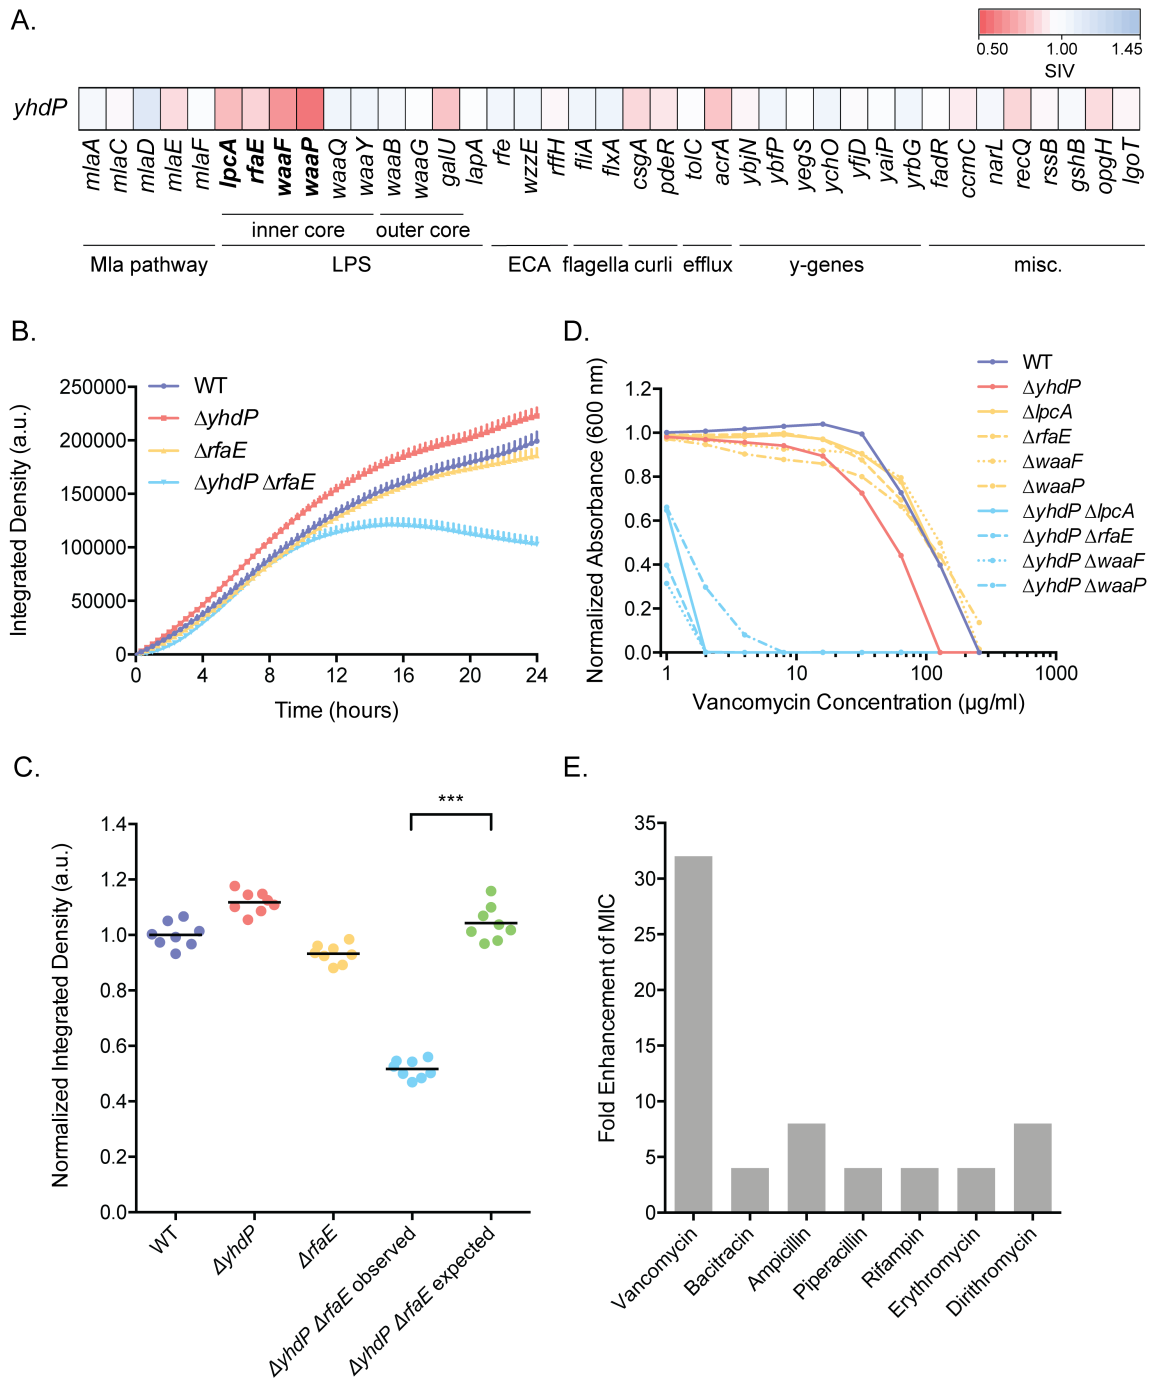 A.
0.50 1.00 1.45
SIV
yhdP
mlaA mlaC mlaD mlaE mlaF lpcA rfaE waaF waaP waaQ waaY waaB waaG galU lapA rfe wzzE rffH fliA flxA csgA pdeR tolC acrA ybjN ybfP yegS ychO yfjD yaiP yrbG fadR ccmC narL recQ rssB gshB opgH lgoT
inner core outer core
Mla pathway LPS ECA flagella curli efflux y-genes misc.
B.
Integrated Density (a.u.)
250000
200000
150000
100000
50000
0
WT
ΔyhdP
ΔrfaE
ΔyhdP ΔrfaE
0 4 8 12 16 20 24
Time (hours)
D.
Normalized Absorbance (600 nm)
1.2
1.0
0.8
0.6
0.4
0.2
0.0
WT
ΔyhdP
ΔlpcA
ΔrfaE
ΔwaaF
ΔwaaP
ΔyhdP ΔlpcA
ΔyhdP ΔrfaE
ΔyhdP ΔwaaF
ΔyhdP ΔwaaP
1 10 100 1000
Vancomycin Concentration (µg/ml)
C.
Normalized Integrated Density (a.u.)
1.4
1.2
1.0
0.8
0.6
0.4
0.2
0.0
***
WT
ΔyhdP
ΔrfaE
ΔyhdP ΔrfaE observed
ΔyhdP ΔrfaE expected
E.
Fold Enhancement of MIC
35
30
25
20
15
10
5
0
Vancomycin
Bacitracin
Ampicillin
Piperacillin
Rifampin
Erythromycin
Dirithromycin